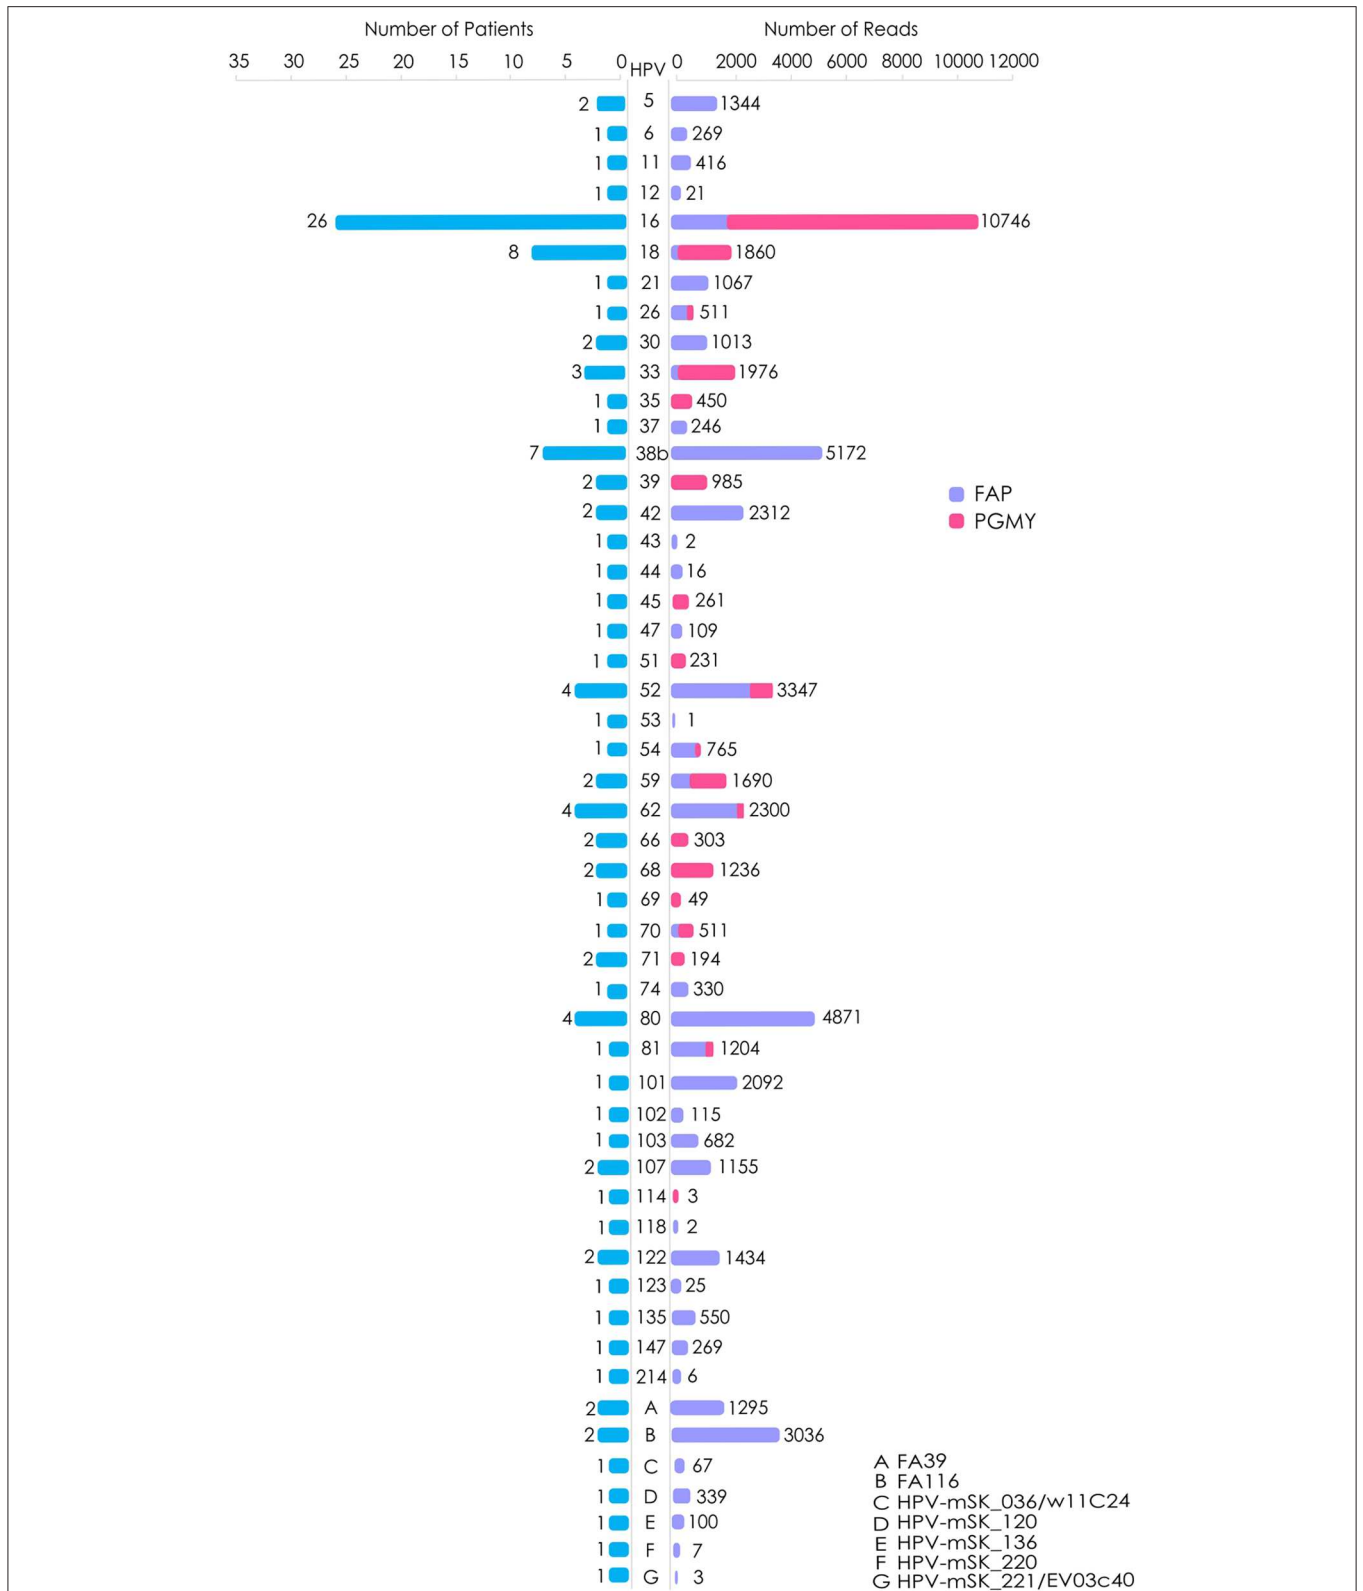 Number of Patients Number of Reads
35 30 25 20 15 10 5 0 HPV 0 2000 4000 6000 8000 10000 12000
2 5 1344
1 6 269
1 11 416
1 12 21
26 16 10746
8 18 1860
1 21 1067
1 26 511
2 30 1013
3 33 1976
1 35 450
1 37 246
7 38b 5172
2 39 985
FAP
2 42 2312
PGMY
1 43 2
1 44 16
1 45 261
1 47 109
1 51 231
4 52 3347
1 53 1
1 54 765
2 59 1690
4 62 2300
2 66 303
2 68 1236
1 69 49
1 70 511
2 71 194
1 74 330
4 80 4871
1 81 1204
1 101 2092
1 102 115
1 103 682
2 107 1155
1 114 3
1 118 2
2 122 1434
1 123 25
1 135 550
1 147 269
1 214 6
2 A 1295
2 B 3036
1 C 67
1 D 339
1 E 100
1 F 7
1 G 3
A FA39
B FA116
C HPV-mSK_036/w11C24
D HPV-mSK_120
E HPV-mSK_136
F HPV-mSK_220
G HPV-mSK_221/EV03c40